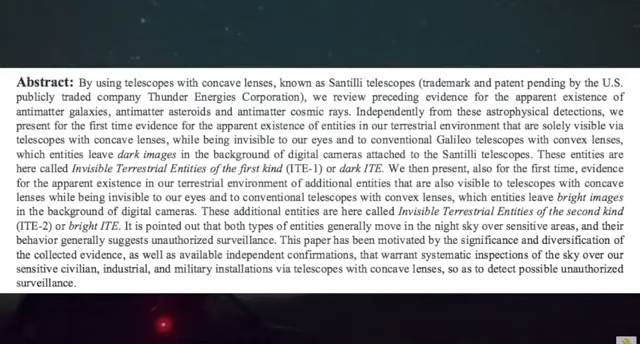 Abstract: By using telescopes with concave lenses, known as Santilli telescopes (trademark and patent pending by the U.S.
publicly traded company Thunder Energies Corporation), we review preceding evidence for the apparent existence of
antimatter galaxies, antimatter asteroids and antimatter cosmic rays. Independently from these astrophysical detections, we
present for the first time evidence for the apparent existence of entities in our terrestrial environment that are solely visible via
telescopes with concave lenses, while being invisible to our eyes and to conventional Galileo telescopes with convex lenses,
which entities leave dark images in the background of digital cameras attached to the Santilli telescopes. These entities are
here called Invisible Terrestrial Entities of the first kind (ITE-1) or dark ITE. We then present, also for the first time, evidence
for the apparent existence in our terrestrial environment of additional entities that are also visible to telescopes with concave
lenses while being invisible to our eyes and to conventional telescopes with convex lenses, which entities leave bright images
in the background of digital cameras. These additional entities are here called Invisible Terrestrial Entities of the second kind
(ITE-2) or bright ITE. It is pointed out that both types of entities generally move in the night sky over sensitive areas, and their
behavior generally suggests unauthorized surveillance. This paper has been motivated by the significance and diversification of
the collected evidence, as well as available independent confirmations, that warrant systematic inspections of the sky over our
sensitive civilian, industrial, and military installations via telescopes with concave lenses, so as to detect possible unauthorized
surveillance.